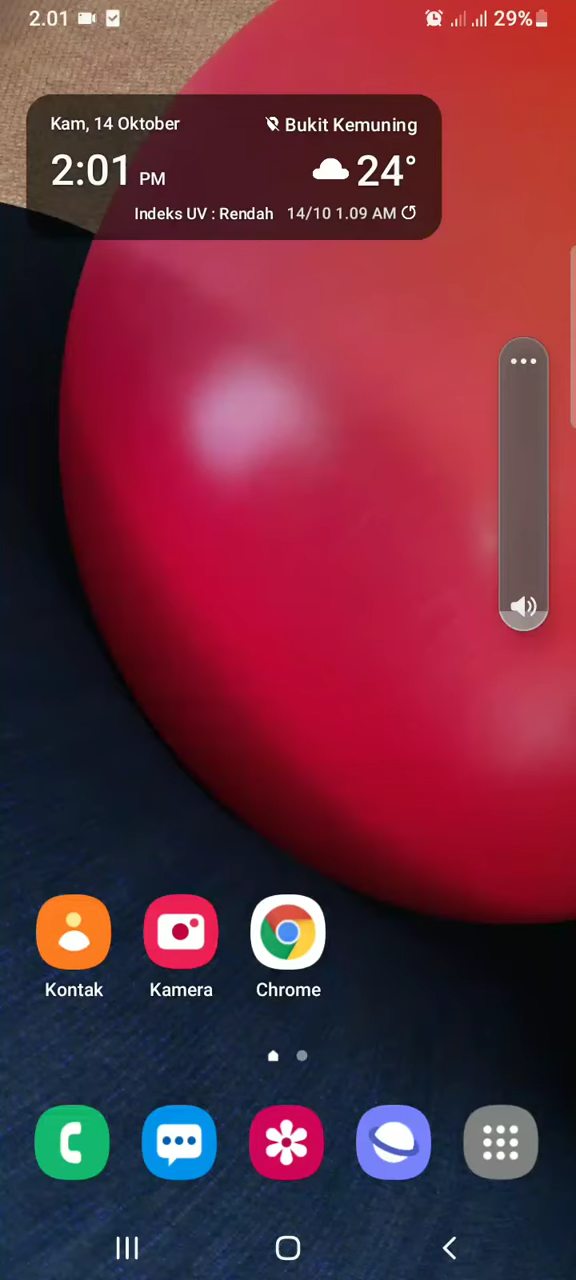 2.01 29%
Kam, 14 Oktober Bukit Kemuning
2:01 PM 24°
Indeks UV : Rendah 14/10 1.09 AM
Kontak Kamera Chrome